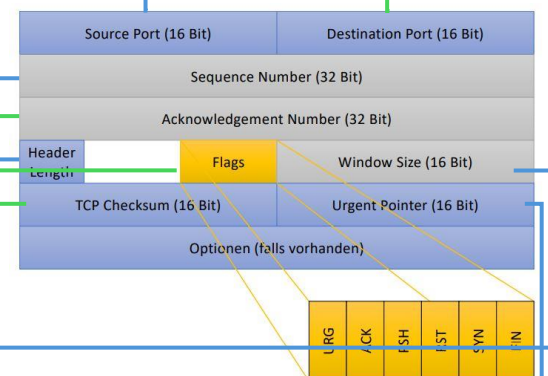 Source Port (16 Bit) Destination Port (16 Bit)
Sequence Number (32 Bit)
Acknowledgement Number (32 Bit)
Header
Length
Flags
Window Size (16 Bit)
TCP Checksum (16 Bit) Urgent Pointer (16 Bit)
Optionen (falls vorhanden)
URG ACK PSH RST SYN FIN